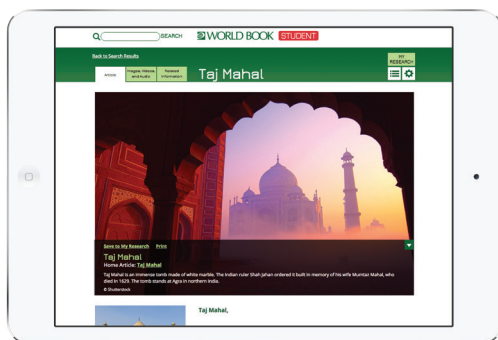 SEARCH
WORLD BOOK STUDENT
Back to Search Results
MY
RESEARCH
Article
Images, Videos,
and Audio
Related
Information
Taj Mahal
Save to My Research Print
Taj Mahal
Home Article: Taj Mahal
Taj Mahal is an immense tomb made of white marble. The Indian ruler Shah Jahan ordered it built in memory of his wife Mumtaz Mahal, who
died in 1629. The tomb stands at Agra in northern India.
© Shutterstock
Taj Mahal,